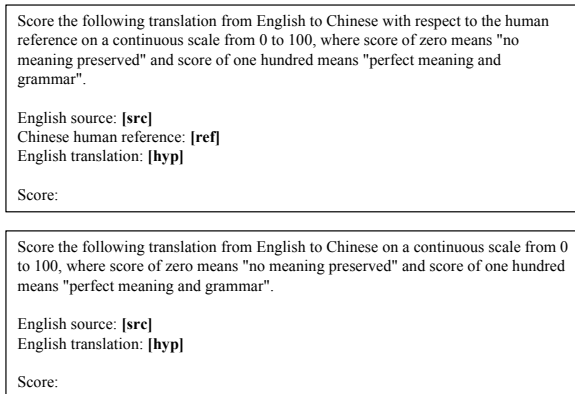 Score the following translation from English to Chinese with respect to the human
reference on a continuous scale from 0 to 100, where score of zero means "no
meaning preserved" and score of one hundred means "perfect meaning and
grammar".
English source: [src]
Chinese human reference: [ref]
English translation: [hyp]
Score:
Score the following translation from English to Chinese on a continuous scale from 0
to 100, where score of zero means "no meaning preserved" and score of one hundred
means "perfect meaning and grammar".
English source: [src]
English translation: [hyp]
Score: